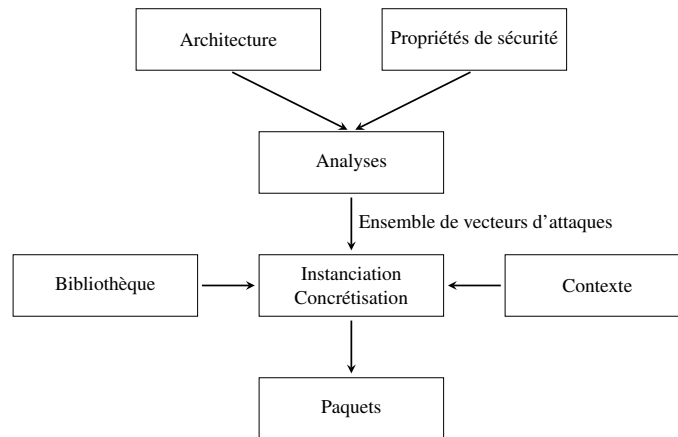 Architecture
Propriétés de sécurité
Analyses
Ensemble de vecteurs d'attaques
Bibliothèque
Instanciation
Concrétisation
Contexte
Paquets